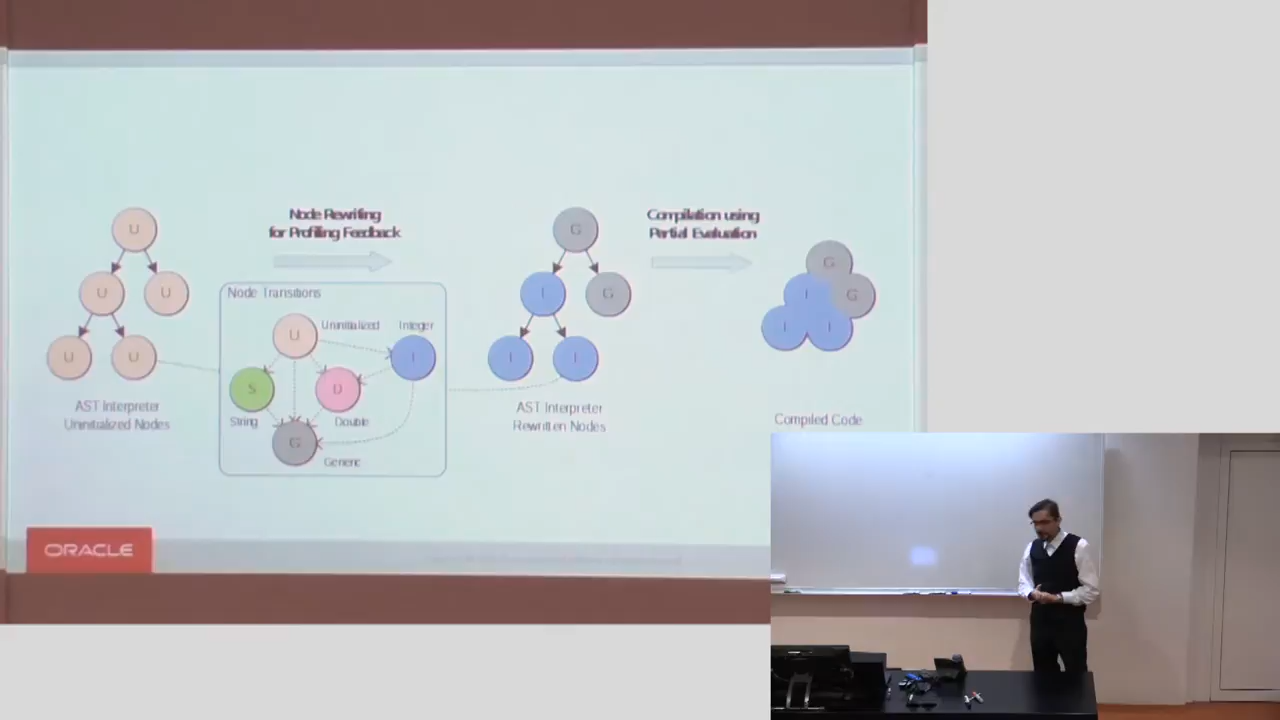 Node Rewriting
for Profiling Feedback
Compilation using
Partial Evaluation
U
U
U
U
U
AST Interpreter
Uninitialized Nodes
Node Transitions
U
Uninitialized
Integer
I
S
D
String
Double
G
Generic
G
I
G
I
I
AST Interpreter
Rewritten Nodes
G
I
G
I
I
Compiled Code
ORACLE